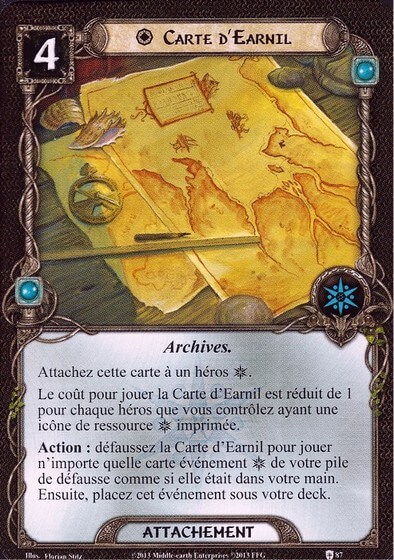 4
Carte d'Earnil
Archives.
Attachez cette carte à un héros .
Le coût pour jouer la Carte d'Earnil est réduit de 1
pour chaque héros que vous contrôlez ayant une
icône de ressource imprimée.
Action : défaussez la Carte d'Earnil pour jouer
n'importe quelle carte événement de votre pile
de défausse comme si elle était dans votre main.
Ensuite, placez cet événement sous votre deck.
ATTACHEMENT
Illus. Florian Stitz ©2013 Middle-earth Enterprises ©2013 FFG 87